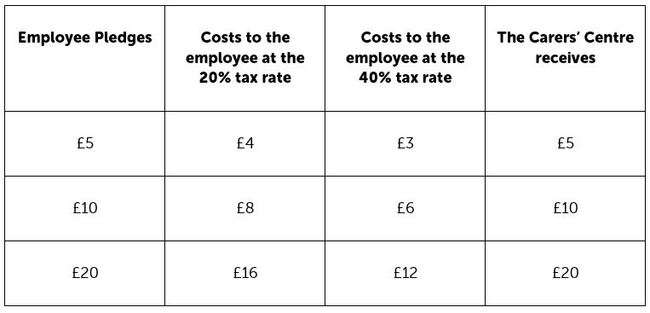 Employee Pledges
Costs to the
employee at the
20% tax rate
Costs to the
employee at the
40% tax rate
The Carers’ Centre
receives
£5
£4
£3
£5
£10
£8
£6
£10
£20
£16
£12
£20